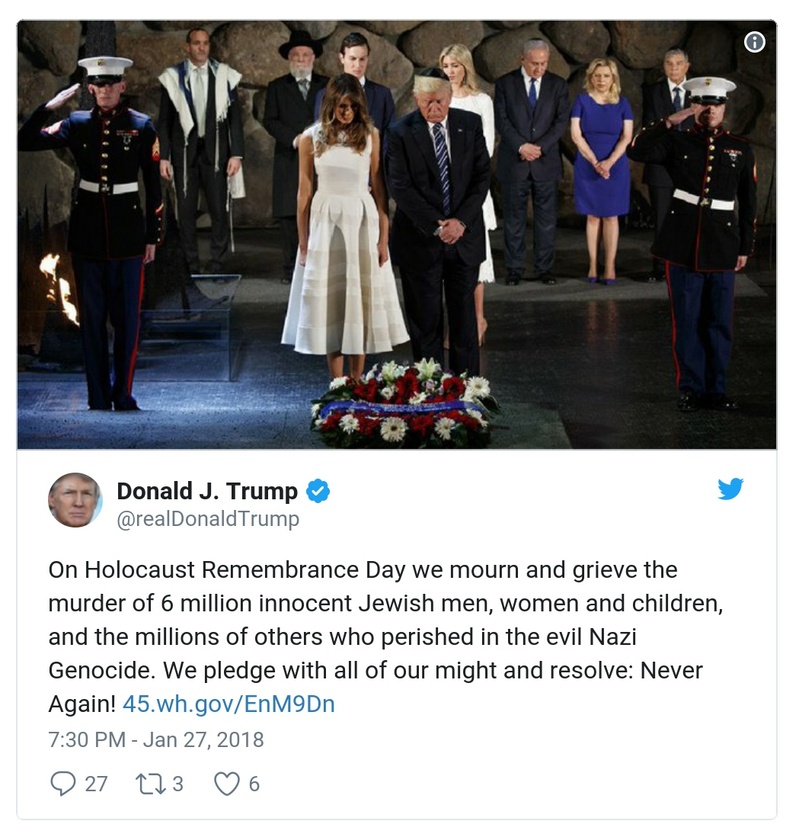 Donald J. Trump
@realDonaldTrump
On Holocaust Remembrance Day we mourn and grieve the
murder of 6 million innocent Jewish men, women and children,
and the millions of others who perished in the evil Nazi
Genocide. We pledge with all of our might and resolve: Never
Again! 45.wh.gov/EnM9Dn
7:30 PM - Jan 27, 2018
27 3 6